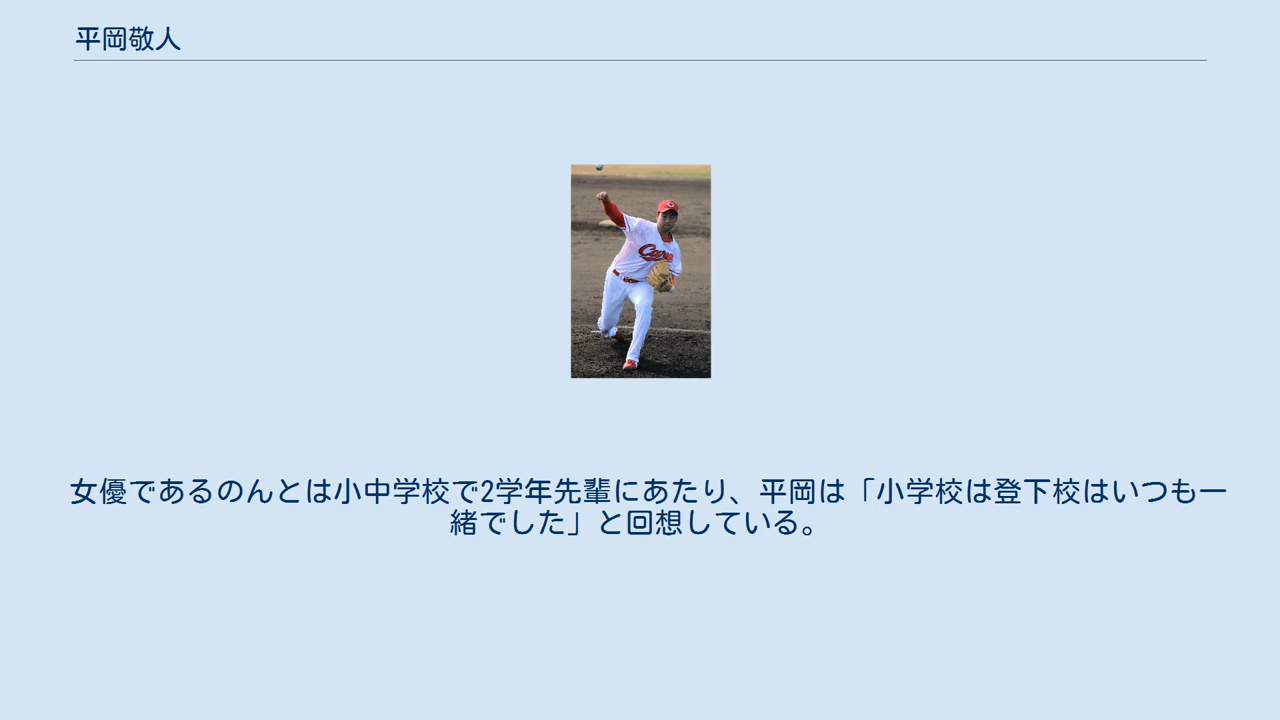 平岡敬人
女優であるのんとは小中学校で2学年先輩にあたり、平岡は「小学校は登下校はいつも一
緒でした」と回想している。